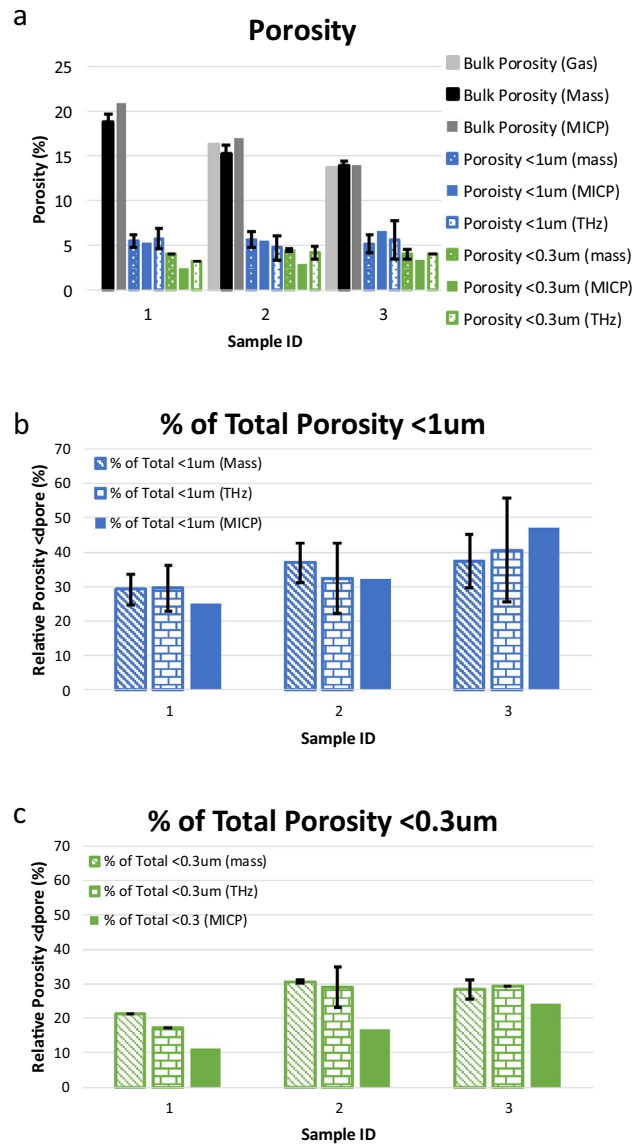 a
Porosity
25
20
15
10
5
0
Porosity (%)
1
2
3
Sample ID
Bulk Porosity (Gas)
Bulk Porosity (Mass)
Bulk Porosity (MICP)
Porosity <1um (mass)
Poroisty <1um (MICP)
Porosity <1um (THz)
Porosity <0.3um (mass)
Porosity <0.3um (MICP)
Porosity <0.3um (THz)
b
% of Total Porosity <1um
70
60
50
40
30
20
10
0
Relative Porosity <dpore (%)
% of Total <1um (Mass)
% of Total <1um (THz)
% of Total <1um (MICP)
1
2
3
Sample ID
c
% of Total Porosity <0.3um
70
60
50
40
30
20
10
0
Relative Porosity <dpore (%)
% of Total <0.3um (mass)
% of Total <0.3um (THz)
% of Total <0.3 (MICP)
1
2
3
Sample ID